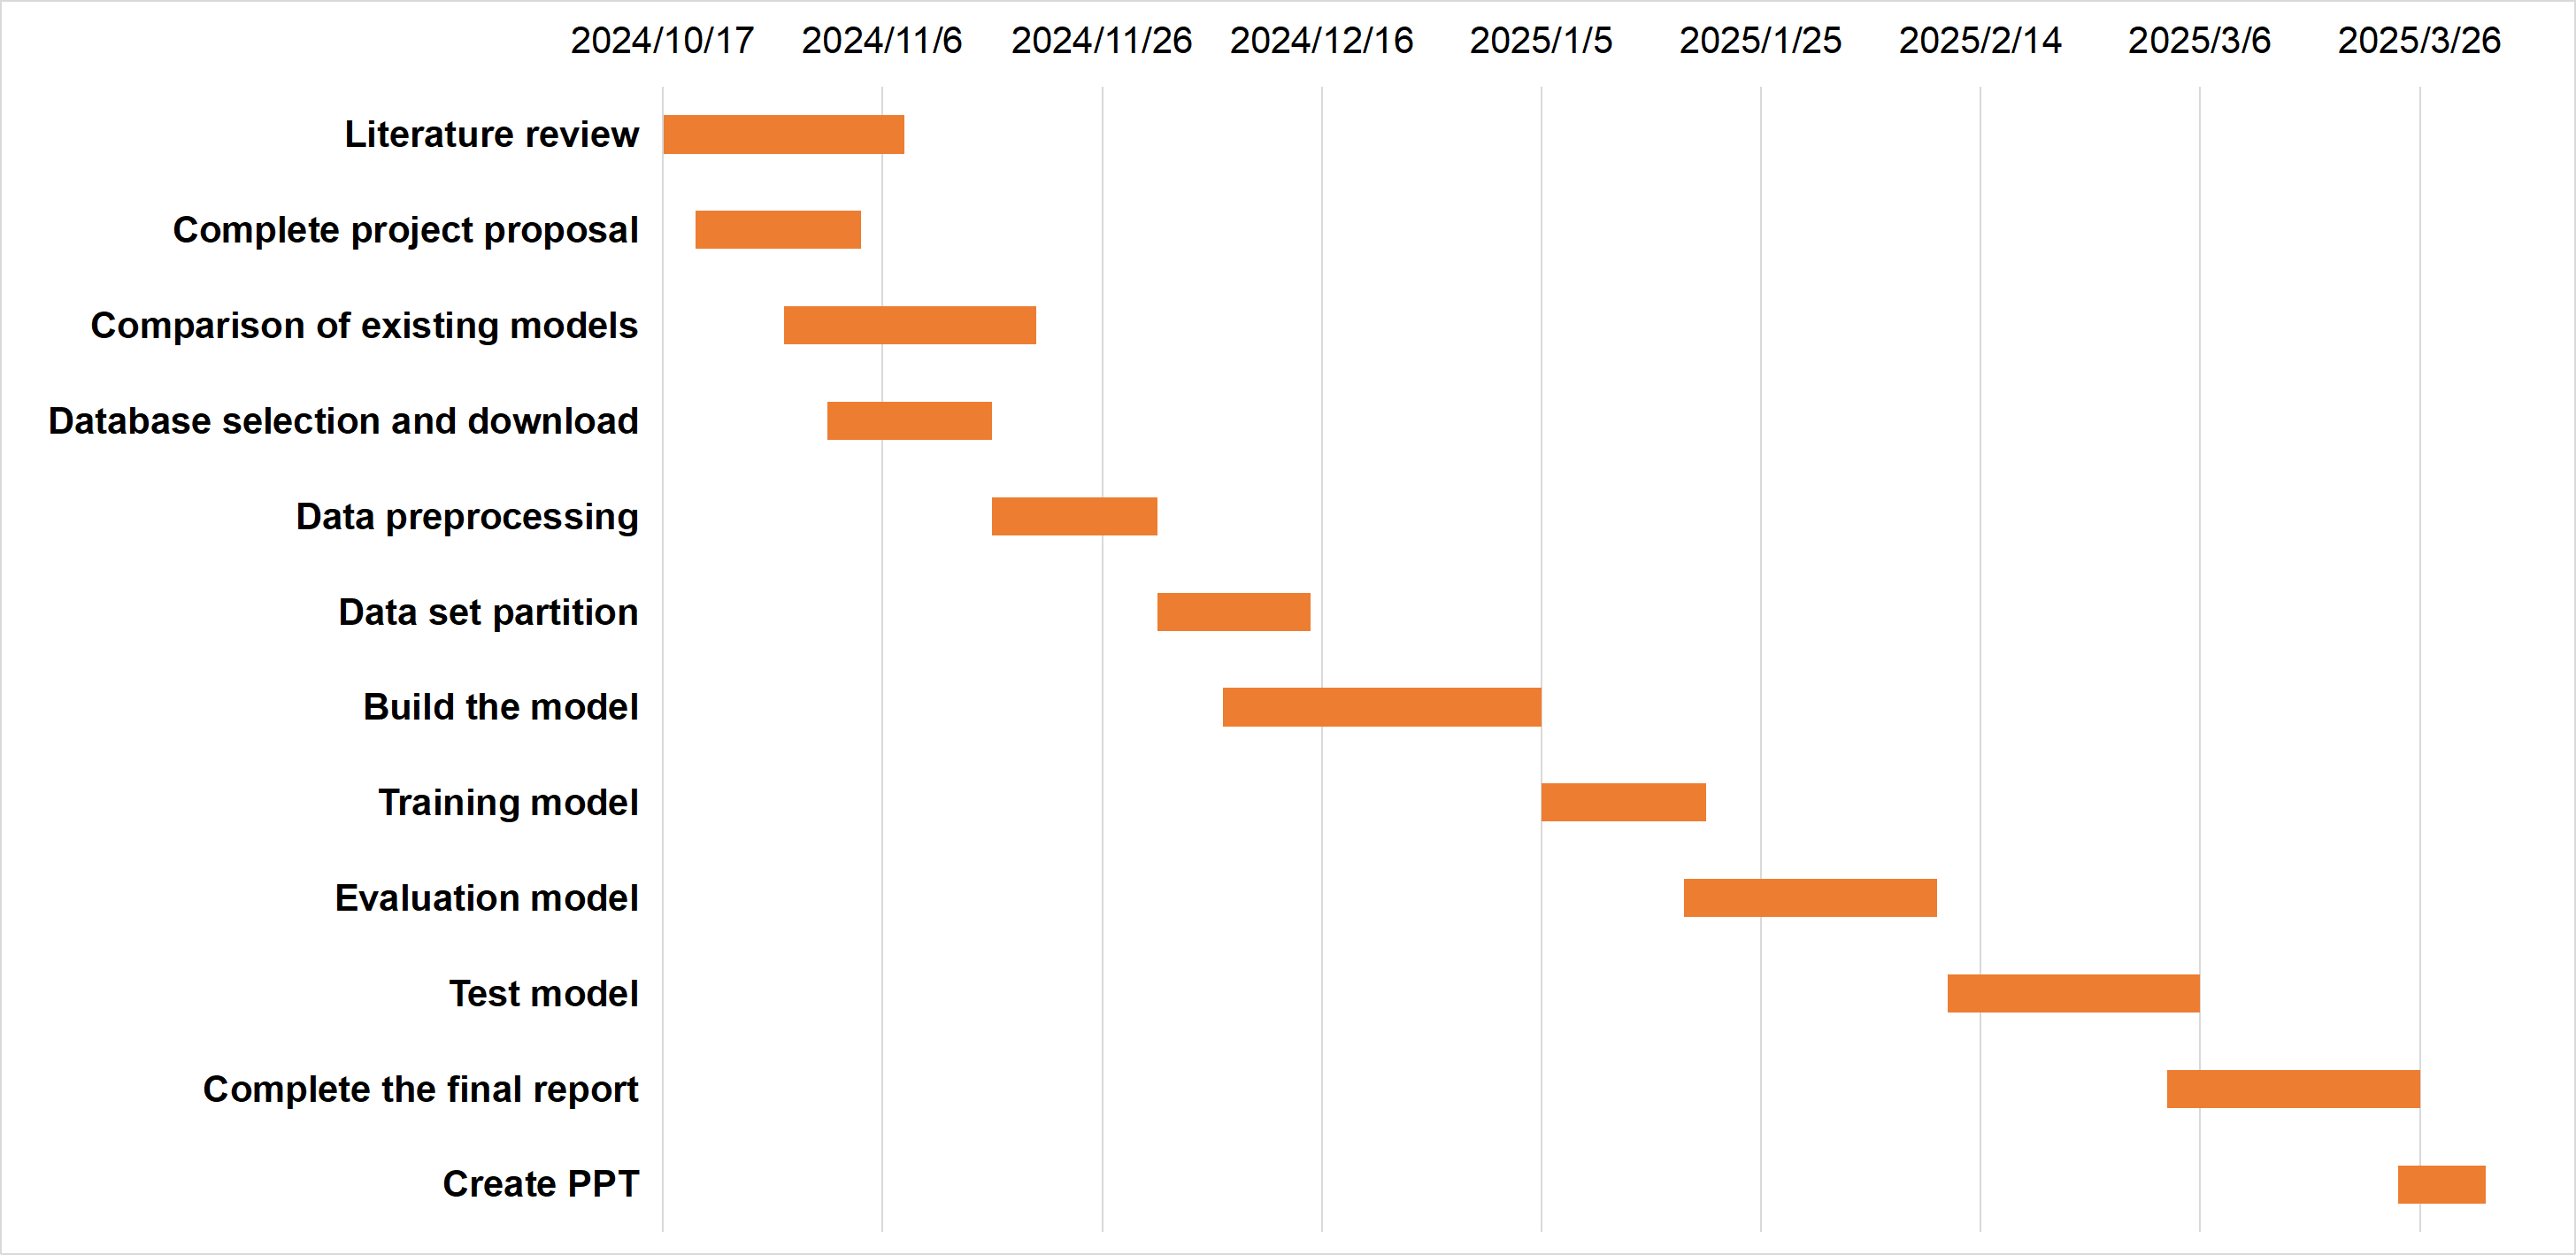 2024/10/17 2024/11/6 2024/11/26 2024/12/16 2025/1/5 2025/1/25 2025/2/14 2025/3/6 2025/3/26
Literature review
Complete project proposal
Comparison of existing models
Database selection and download
Data preprocessing
Data set partition
Build the model
Training model
Evaluation model
Test model
Complete the final report
Create PPT